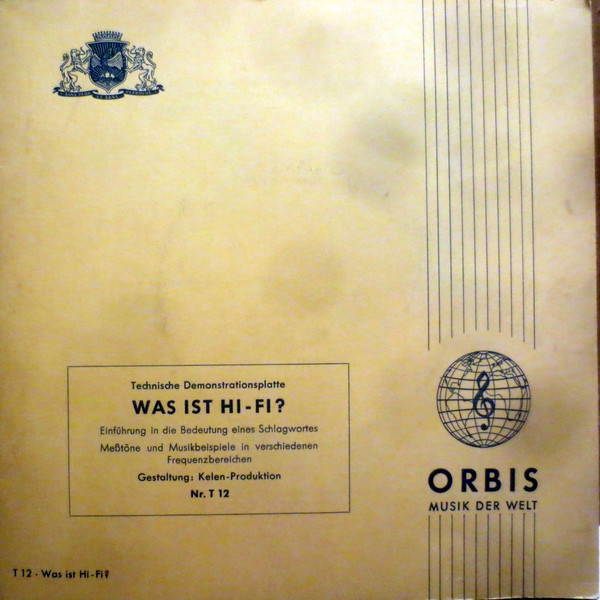 Technische Demonstrationsplatte
WAS IST HI-FI?
Einführung in die Bedeutung eines Schlagwortes
Meßtöne und Musikbeispiele in verschiedenen
Frequenzbereichen
Gestaltung: Kelen-Produktion
Nr. T 12
ORBIS
MUSIK DER WELT
T 12 - Was ist Hi-Fi?